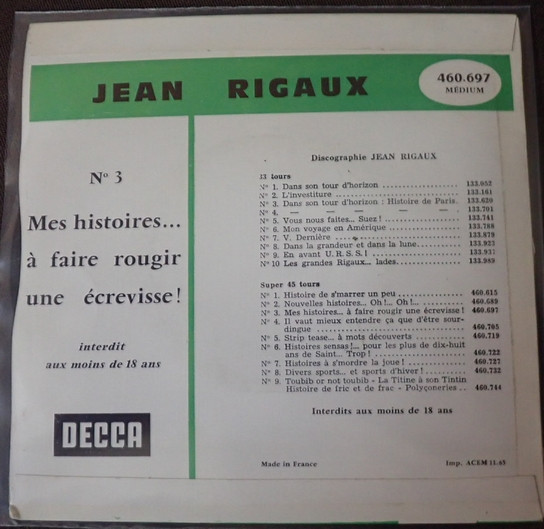 JEAN RIGAUX
460.697
MÉDIUM
N° 3
Mes histoires...
à faire rougir
une écrevisse !
interdit
aux moins de 18 ans
DECCA
Discographie JEAN RIGAUX
33 tours
N° 1. Dans son tour d'horizon .................... 133.052
N° 2. L'investiture .................... 133.161
N° 3. Dans son tour d'horizon : Histoire de Paris. 133.620
N° 4. — — — — — . 133.701
N° 5. Vous nous faites... Suez ! .................... 133.741
N° 6. Mon voyage en Amérique .................... 133.788
N° 7. V. Dernière .................... 133.879
N° 8. Dans la grandeur et dans la lune.......... 133.922
N° 9. En avant U.R.S.S.! ....................
N° 10 Les grandes Rigaux... lades. .................... 133.989
Super 45 tours
N° 1. Histoire de s'marrer un peu ................ 460.615
N° 2. Nouvelles histoires... Oh !... Oh !... .......... 460.689
N° 3. Mes histoires... à faire rougir une écrevisse ! 460.697
N° 4. Il vaut mieux entendre ça que d'être sour-
dingue .................... 460.705
N° 5. Strip tease... à mots découverts .......... 460.719
N° 6. Histoires sensas !... pour les plus de dix-huit
ans de Saint... Trop ! .................... 460.722
N° 7. Histoires à s'mordre la joue ! .............. 460.727
N° 8. Divers sports... et sports d'hiver ! .......... 460.732
N° 9. Toubib or not toubib - La Titine à son Tintin
Histoire de fric et de frac - Polyçoneries .. 460.744
Interdits aux moins de 18 ans
Made in France
Imp. ACEM